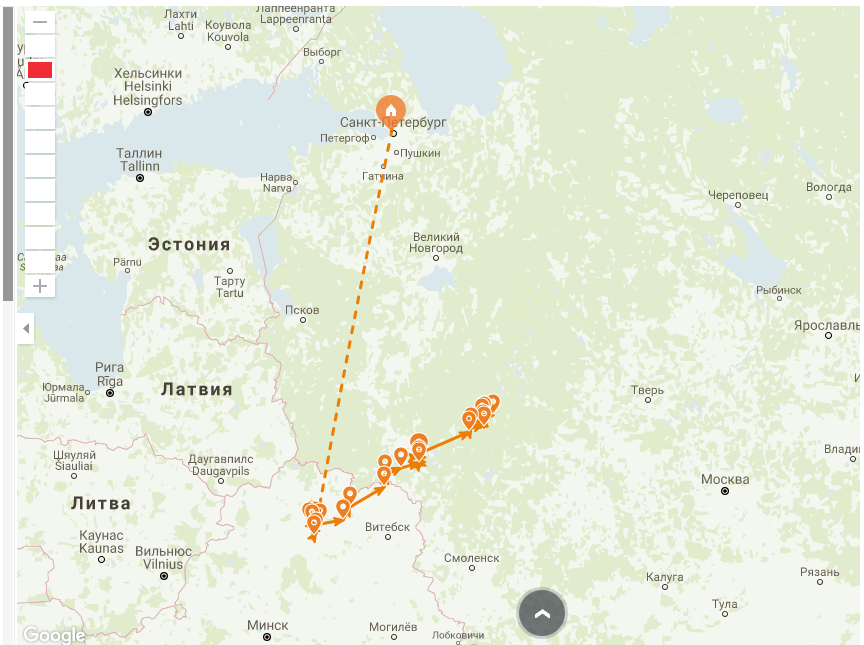 Лахти
Lahti
Лаппеенранта
Lappeenranta
Коувола
Kouvola
Выборг
Хельсинки
Helsinki
Helsingfors
Санкт-Петербург
Петергоф
Пушкин
Гатчина
Таллин
Tallinn
Нарва
Narva
Череповец
Вологда
Великий
Новгород
Эстония
Pärnu
Тарту
Tartu
Рыбинск
Псков
Ярославль
Рига
Rīga
Юрмала
Jūrmala
Латвия
Тверь
Шяуляй
Šiauliai
Даугавпилс
Daugavpils
Москва
Литва
Витебск
Каунас
Kaunas
Вильнюс
Vilnius
Смоленск
Калуга
Рязань
Тула
Минск
Могилёв
Лобковичи
Google